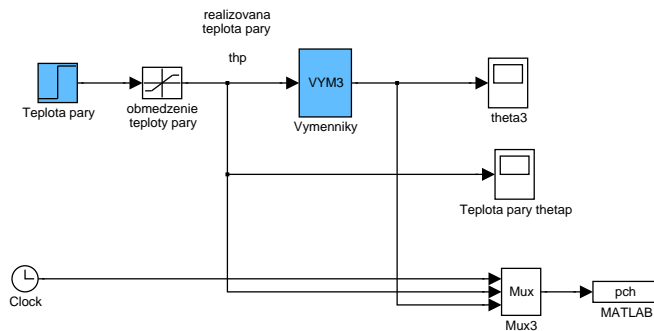 realizovana
teplota pary
thp
VYM3
Teplota pary
obmedzenie
teploty pary
Vymenniky
theta3
Teplota pary thetap
Clock
Mux
Mux3
pch
MATLAB